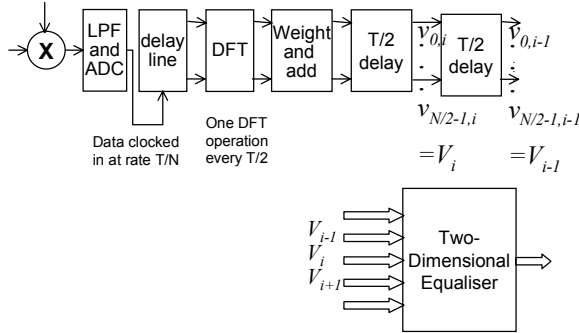 X
LPF
and
ADC
delay
line
DFT
Weight
and
add
T/2
delay
v0,i
vN/2-1,i
=Vi
T/2
delay
v0,i-1
vN/2-1,i-1
=Vi-1
Data clocked
in at rate T/N
One DFT
operation
every T/2
Vi-1
Vi
Vi+1
Two-
Dimensional
Equaliser